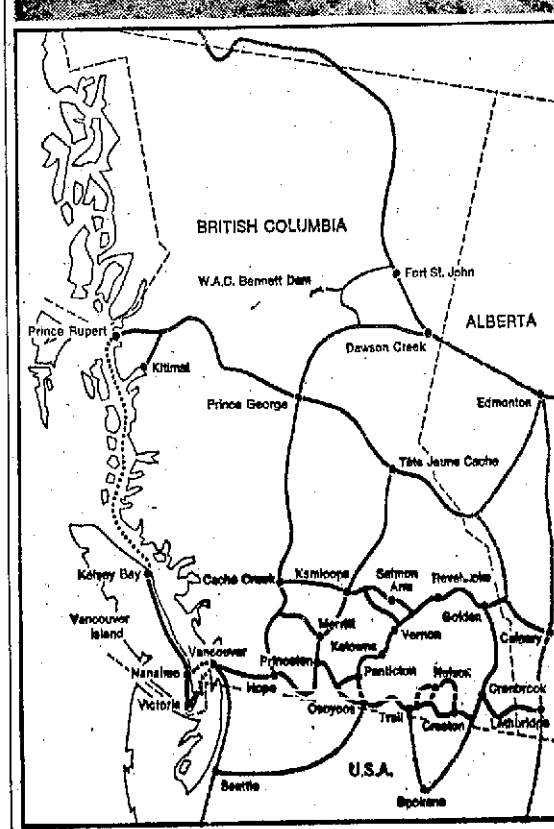 BRITISH COLUMBIA
W.A.C. Bennett Dam
Fort St. John
Prince Rupert
ALBERTA
Dawson Creek
Kitimat
Prince George
Edmonton
Tête Jaune Cache
Kelsey Bay
Cache Creek
Kamloops
Salmon
Arm
Revelstoke
Golden
Vancouver
Island
Merritt
Kelowna
Vernon
Calgary
Vancouver
Princeton
Penticton
Nelson
Nanaimo
Hope
Cranbrook
Victoria
Osoyoos
Trail
Creston
Lethbridge
U.S.A.
Seattle
Spokane